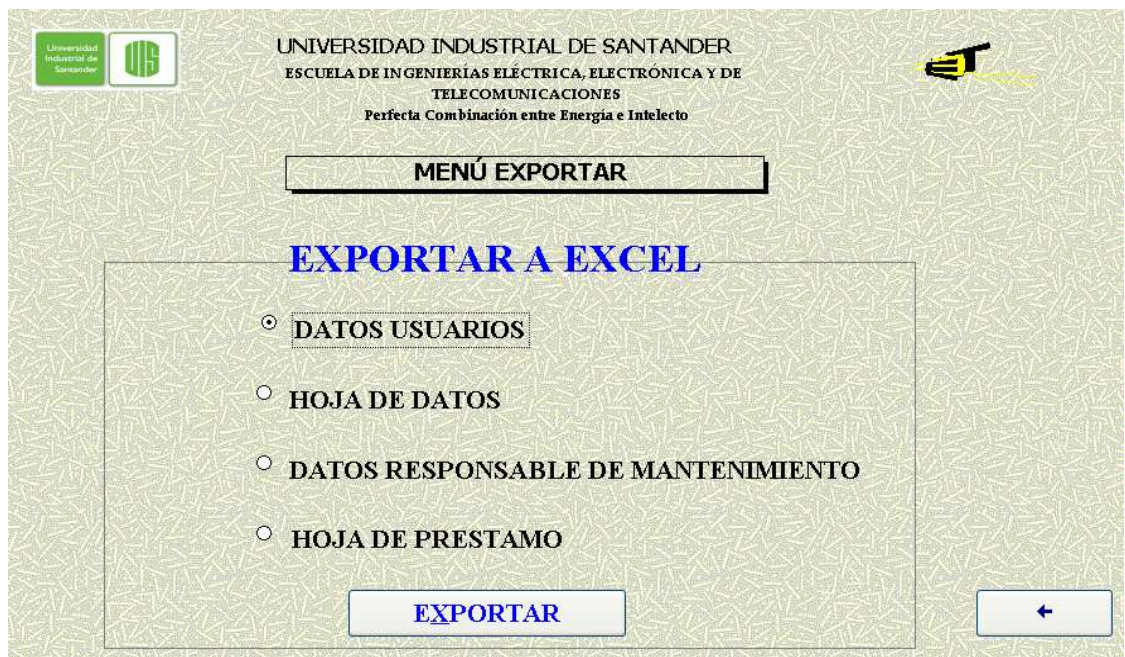 Universidad
Industrial de
Santander
UIS
UNIVERSIDAD INDUSTRIAL DE SANTANDER
ESCUELA DE INGENIERÍAS ELÉCTRICA, ELECTRÓNICA Y DE
TELECOMUNICACIONES
Perfecta Combinación entre Energía e Intelecto
MENÚ EXPORTAR
EXPORTAR A EXCEL
DATOS USUARIOS
HOJA DE DATOS
DATOS RESPONSABLE DE MANTENIMIENTO
HOJA DE PRESTAMO
EXPORTAR